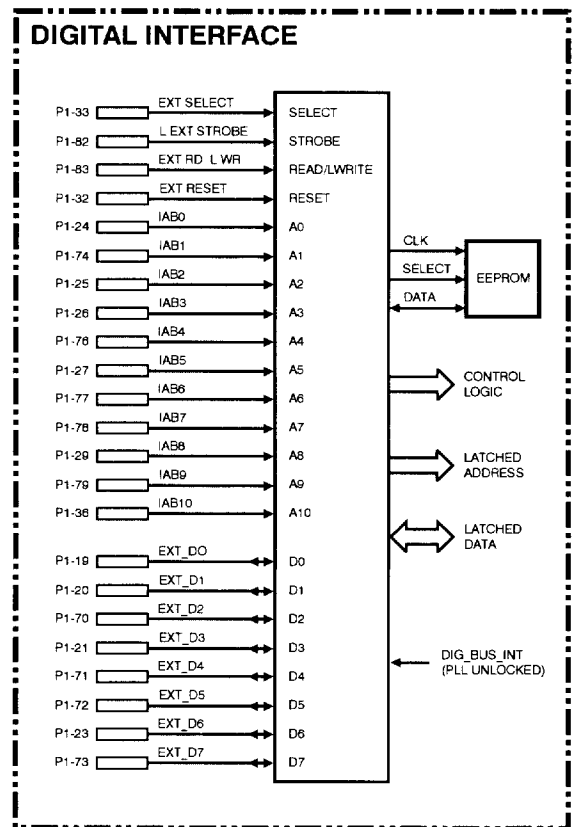 DIGITAL INTERFACE
P1-33 EXT SELECT SELECT
P1-82 L EXT STROBE STROBE
P1-83 EXT RD L WR READ/LWRITE
P1-32 EXT RESET RESET
P1-24 IAB0 A0
P1-74 IAB1 A1
P1-25 IAB2 A2
P1-26 IAB3 A3
P1-76 IAB4 A4
P1-27 IAB5 A5
P1-77 IAB6 A6
P1-78 IAB7 A7
P1-29 IAB8 A8
P1-79 IAB9 A9
P1-36 IAB10 A10
P1-19 EXT_DO D0
P1-20 EXT_D1 D1
P1-70 EXT_D2 D2
P1-21 EXT_D3 D3
P1-71 EXT_D4 D4
P1-72 EXT_D5 D5
P1-23 EXT_D6 D6
P1-73 EXT_D7 D7
CLK
SELECT
DATA
EEPROM
CONTROL
LOGIC
LATCHED
ADDRESS
LATCHED
DATA
DIG_BUS_INT
(PLL UNLOCKED)